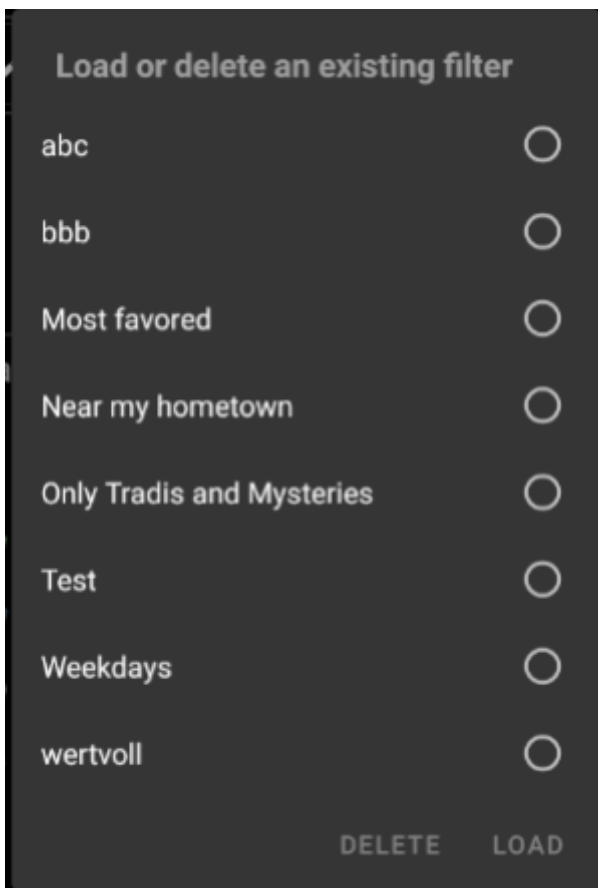 Load or delete an existing filter
abc
bbb
Most favored
Near my hometown
Only Tradis and Mysteries
Test
Weekdays
wertvoll
DELETE LOAD